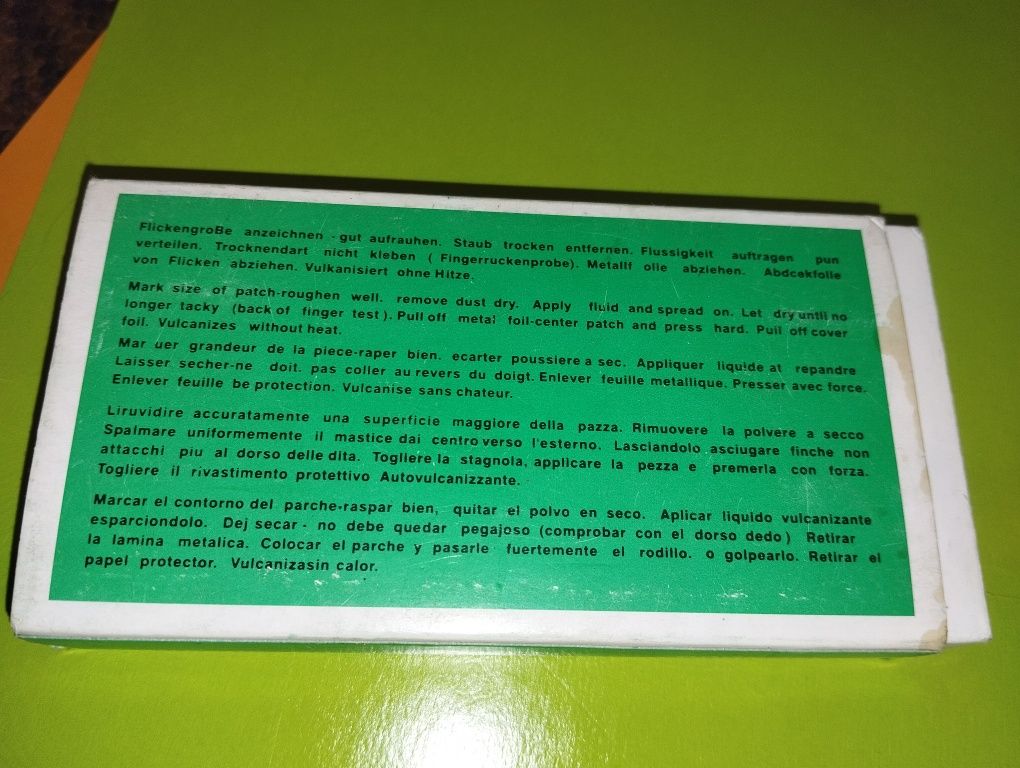 FlickengroBe anzeichnen - gut aufrauhen. Staub trocken entfernen. Flussigkeit auftragen pun
verteilen. Trocknendart nicht kleben ( Fingerruckenprobe). Metallf olle abziehen. Abdcekfolie
von Flicken abziehen. Vulkanisiert ohne Hitze.
Mark size of patch-roughen well. remove dust dry. Apply fluid and spread on. Let dry until no
longer tacky (back of finger test ). Pull off metal foil-center patch and press hard. Pull off cover
foil. Vulcanizes without heat.
Mar uer grandeur de la piece-raper bien. ecarter poussiere a sec. Appliquer liquide at repandre
Laisser secher-ne doit. pas coller au revers du doigt. Enlever feuille metallique. Presser avec force.
Enlever feuille be protection. Vulcanise sans chateur.
Liruvidire accuratamente una superficie maggiore della pazza. Rimuovere la polvere a secco
Spalmare uniformemente il mastice dai centro verso l'esterno. Lasciandolo asciugare finche non
attacchi piu al dorso delle dita. Togliere la stagnola, applicare la pezza e premerla con forza.
Togliere il rivastimento protettivo Autovulcanizzante.
Marcar el contorno del parche-raspar bien, quitar el polvo en seco. Aplicar liquido vulcanizante
esparciondolo. Dej secar - no debe quedar pegajoso (comprobar con el dorso dedo ) Retirar
la lamina metalica. Colocar el parche y pasarle fuertemente el rodillo. o golpearlo. Retirar el
papel protector. Vulcanizasin calor.